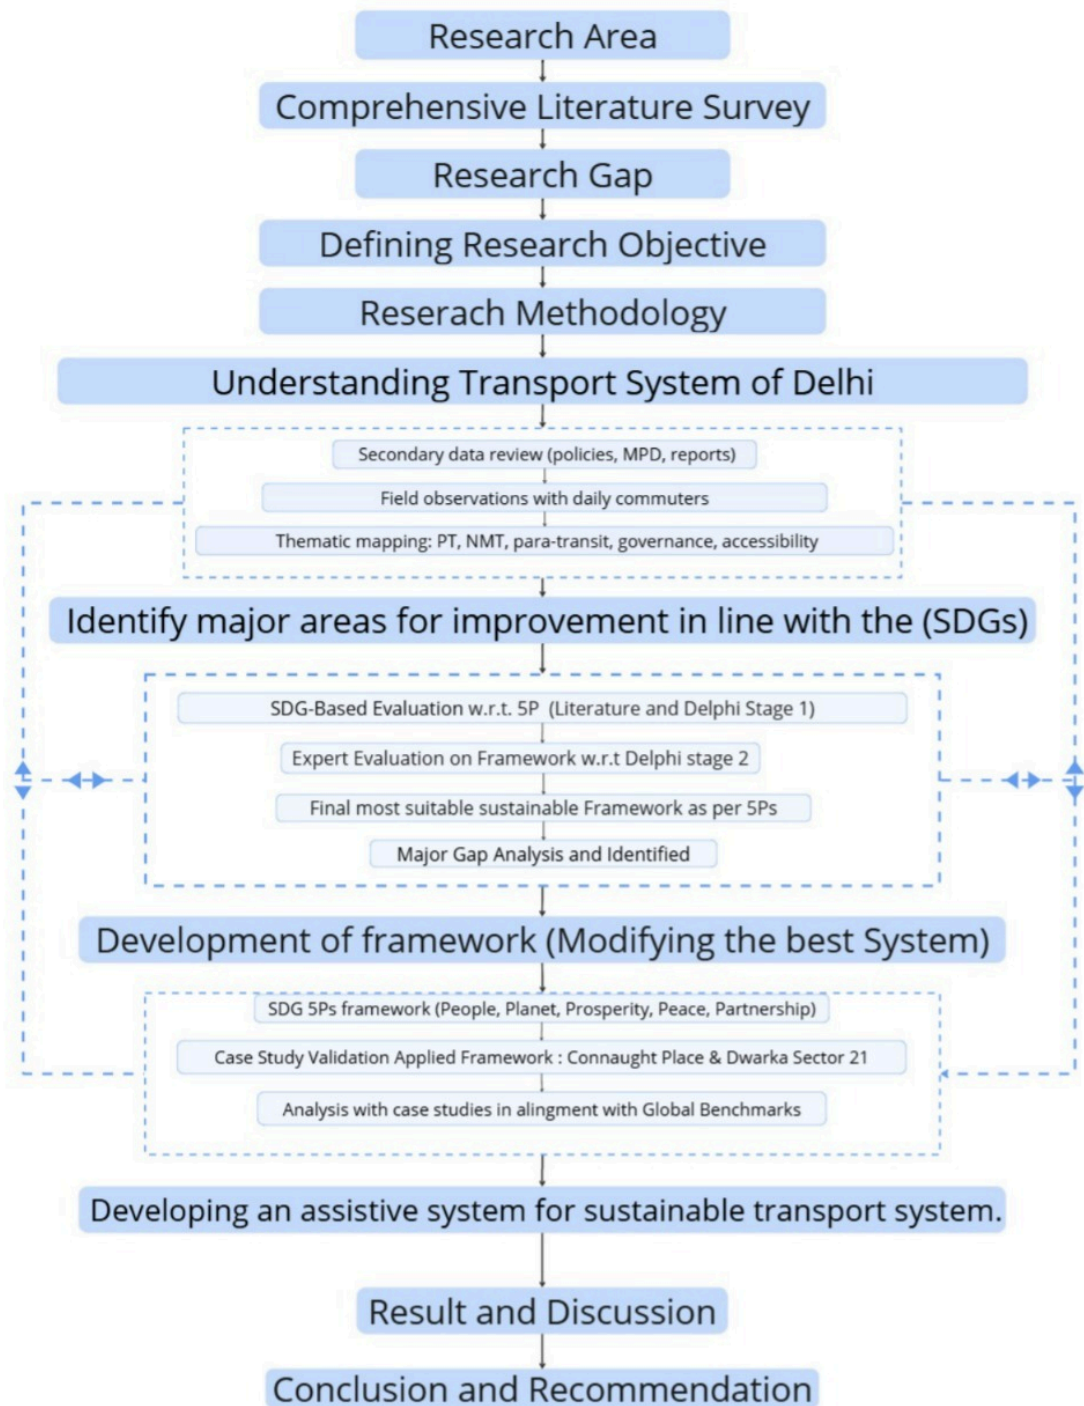 Research Area
Comprehensive Literature Survey
Research Gap
Defining Research Objective
Reserach Methodology
Understanding Transport System of Delhi
Secondary data review (policies, MPD, reports)
Field observations with daily commuters
Thematic mapping: PT, NMT, para-transit, governance, accessibility
Identify major areas for improvement in line with the (SDGs)
SDG-Based Evaluation w.r.t. 5P (Literature and Delphi Stage 1)
Expert Evaluation on Framework w.r.t Delphi stage 2
Final most suitable sustainable Framework as per 5Ps
Major Gap Analysis and Identified
Development of framework (Modifying the best System)
SDG 5Ps framework (People, Planet, Prosperity, Peace, Partnership)
Case Study Validation Applied Framework : Connaught Place & Dwarka Sector 21
Analysis with case studies in alingment with Global Benchmarks
Developing an assistive system for sustainable transport system.
Result and Discussion
Conclusion and Recommendation